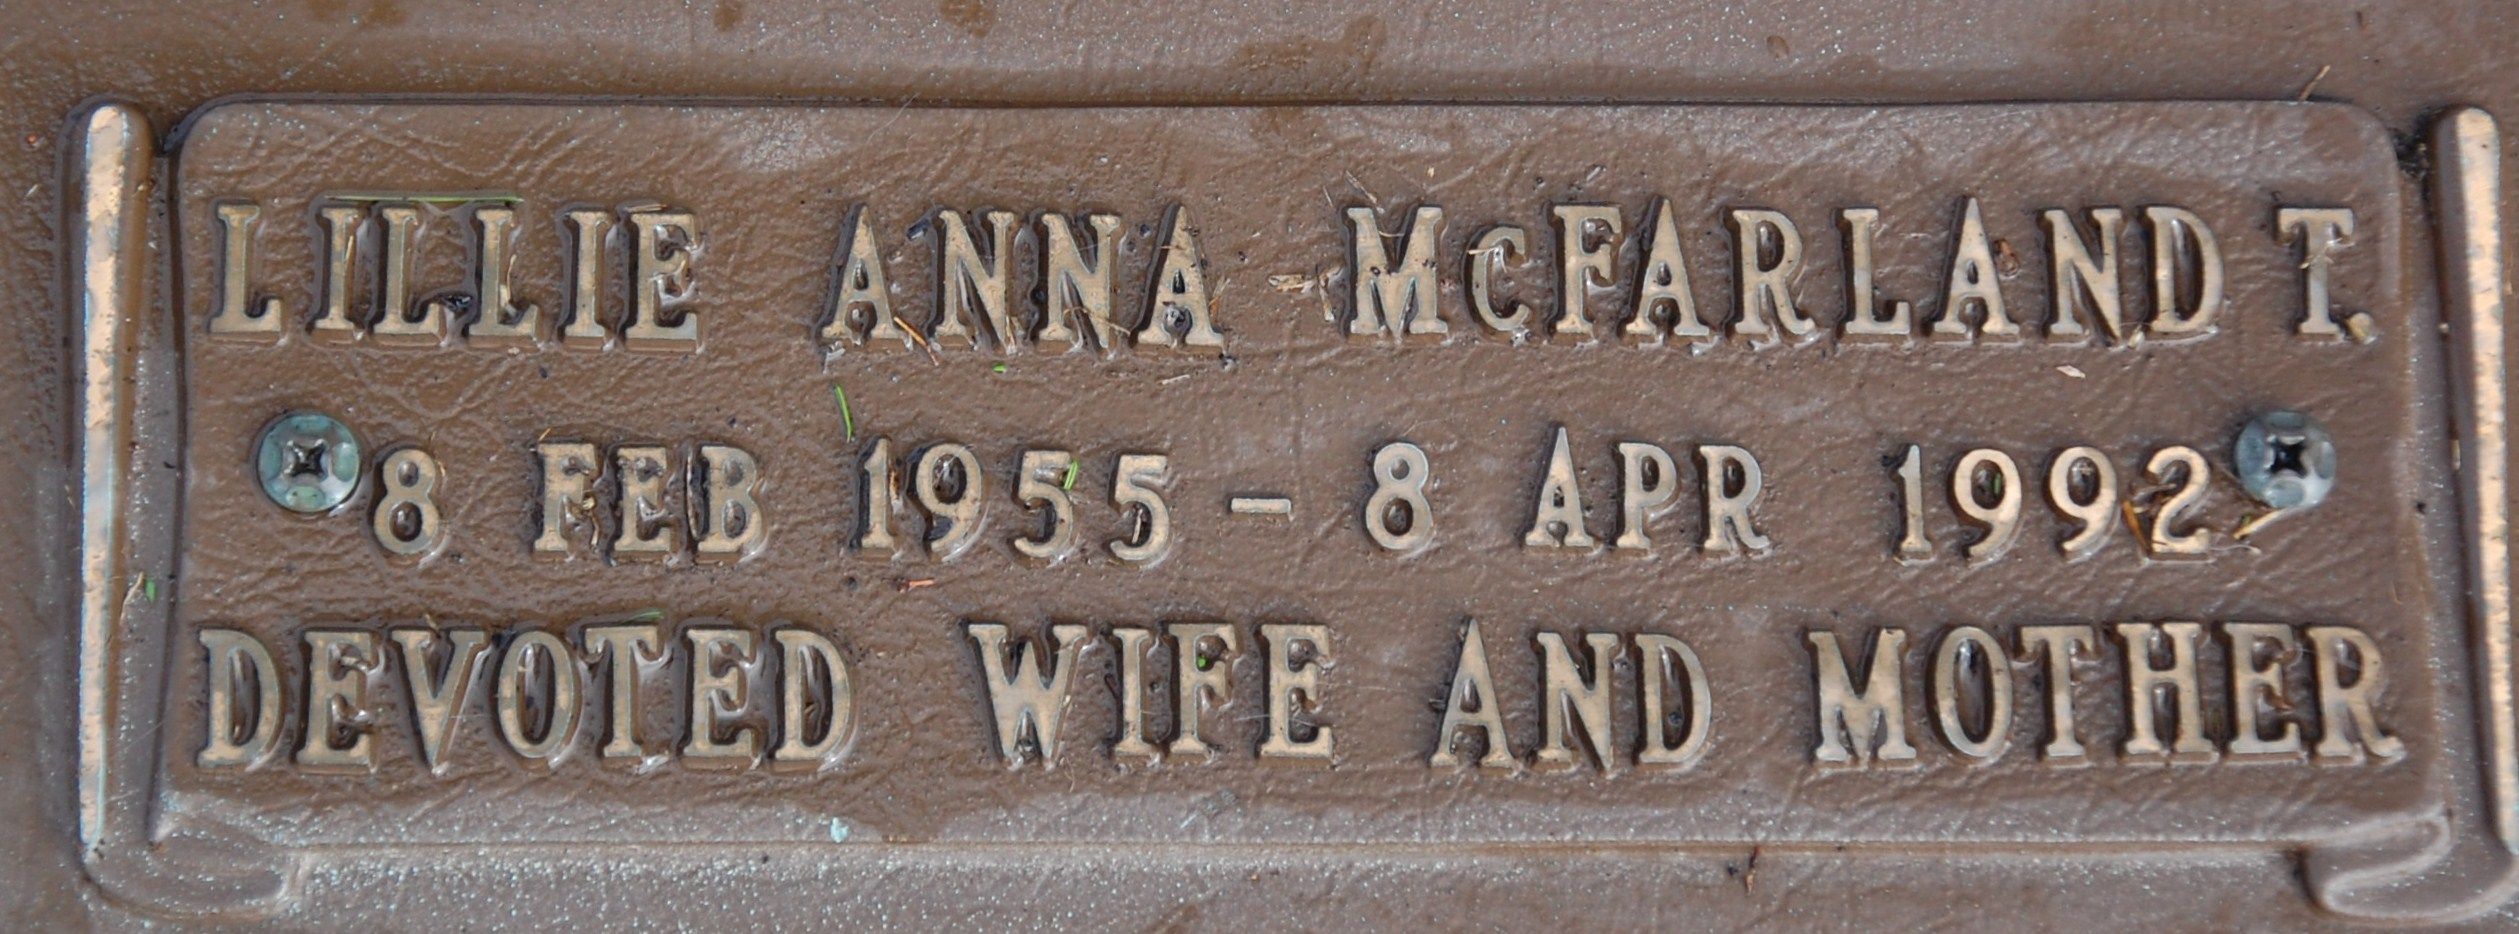 LILLIE ANNA McFARLAND T.
8 FEB 1955 - 8 APR 1992
DEVOTED WIFE AND MOTHER